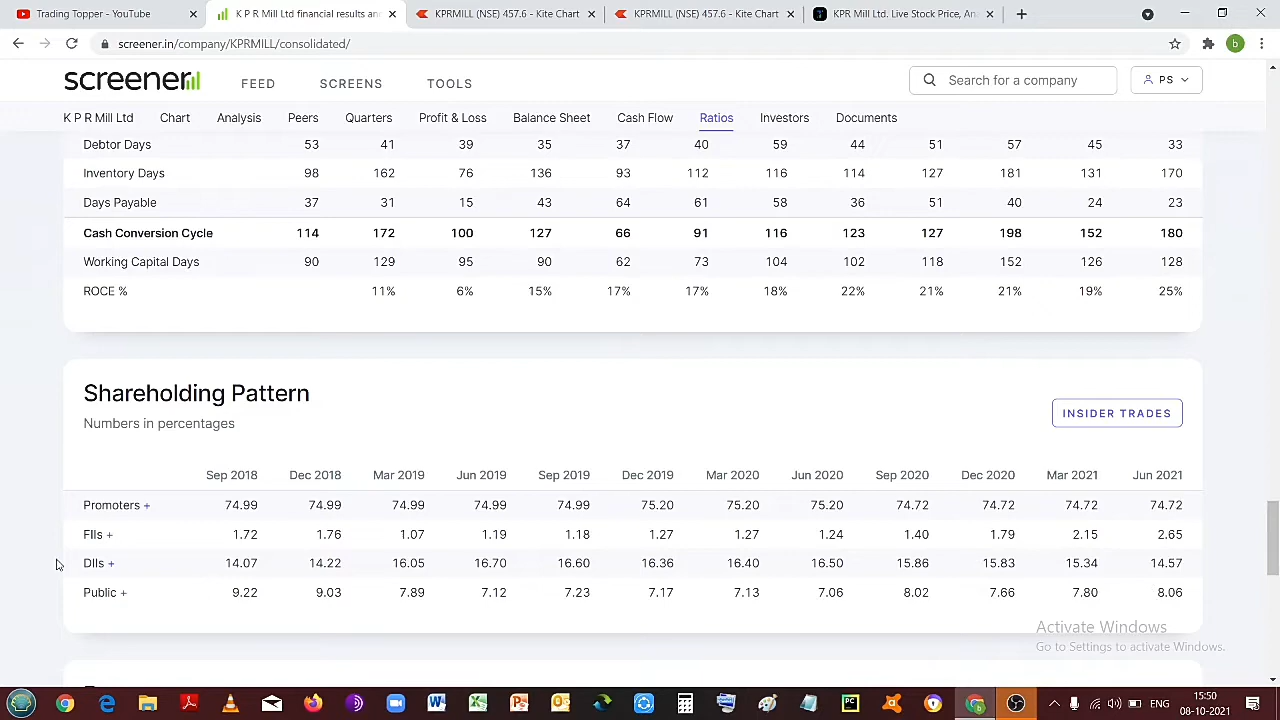 Trading Topper - YouTube
K P R Mill Ltd financial results an
KPRMILL (NSE) 457.6 - Kite Chart
KPRMILL (NSE) 457.6 - Kite Chart
KPR Mill Ltd. Live Stock Price, An
screener.in/company/KPRMILL/consolidated/
b
screener
FEED SCREENS TOOLS
Search for a company
PS
K P R Mill Ltd Chart Analysis Peers Quarters Profit & Loss Balance Sheet Cash Flow Ratios Investors Documents
Debtor Days 53 41 39 35 37 40 59 44 51 57 45 33
Inventory Days 98 162 76 136 93 112 116 114 127 181 131 170
Days Payable 37 31 15 43 64 61 58 36 51 40 24 23
Cash Conversion Cycle 114 172 100 127 66 91 116 123 127 198 152 180
Working Capital Days 90 129 95 90 62 73 104 102 118 152 126 128
ROCE % 11% 6% 15% 17% 17% 18% 22% 21% 21% 19% 25%
Shareholding Pattern
Numbers in percentages
INSIDER TRADES
Sep 2018 Dec 2018 Mar 2019 Jun 2019 Sep 2019 Dec 2019 Mar 2020 Jun 2020 Sep 2020 Dec 2020 Mar 2021 Jun 2021
Promoters + 74.99 74.99 74.99 74.99 74.99 75.20 75.20 75.20 74.72 74.72 74.72 74.72
FIIs + 1.72 1.76 1.07 1.19 1.18 1.27 1.27 1.24 1.40 1.79 2.15 2.65
DIIs + 14.07 14.22 16.05 16.70 16.60 16.36 16.40 16.50 15.86 15.83 15.34 14.57
Public + 9.22 9.03 7.89 7.12 7.23 7.17 7.13 7.06 8.02 7.66 7.80 8.06
Activate Windows
Go to Settings to activate Windows.
ENG
15:50
08-10-2021